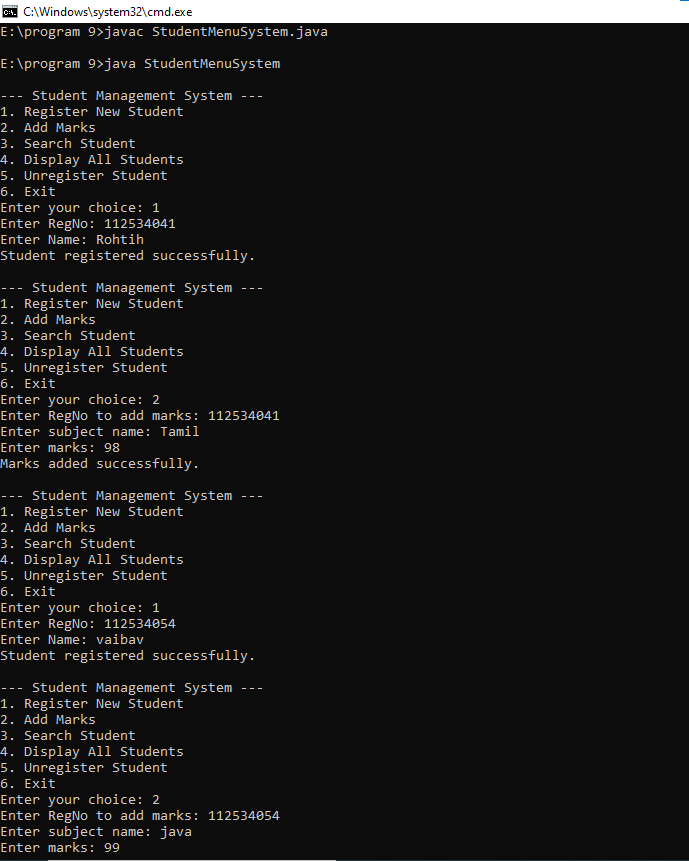 C:\Windows\system32\cmd.exe
E:\program 9>javac StudentMenuSystem.java
E:\program 9>java StudentMenuSystem
--- Student Management System ---
1. Register New Student
2. Add Marks
3. Search Student
4. Display All Students
5. Unregister Student
6. Exit
Enter your choice: 1
Enter RegNo: 112534041
Enter Name: Rohtih
Student registered successfully.
--- Student Management System ---
1. Register New Student
2. Add Marks
3. Search Student
4. Display All Students
5. Unregister Student
6. Exit
Enter your choice: 2
Enter RegNo to add marks: 112534041
Enter subject name: Tamil
Enter marks: 98
Marks added successfully.
--- Student Management System ---
1. Register New Student
2. Add Marks
3. Search Student
4. Display All Students
5. Unregister Student
6. Exit
Enter your choice: 1
Enter RegNo: 112534054
Enter Name: vaibav
Student registered successfully.
--- Student Management System ---
1. Register New Student
2. Add Marks
3. Search Student
4. Display All Students
5. Unregister Student
6. Exit
Enter your choice: 2
Enter RegNo to add marks: 112534054
Enter subject name: java
Enter marks: 99